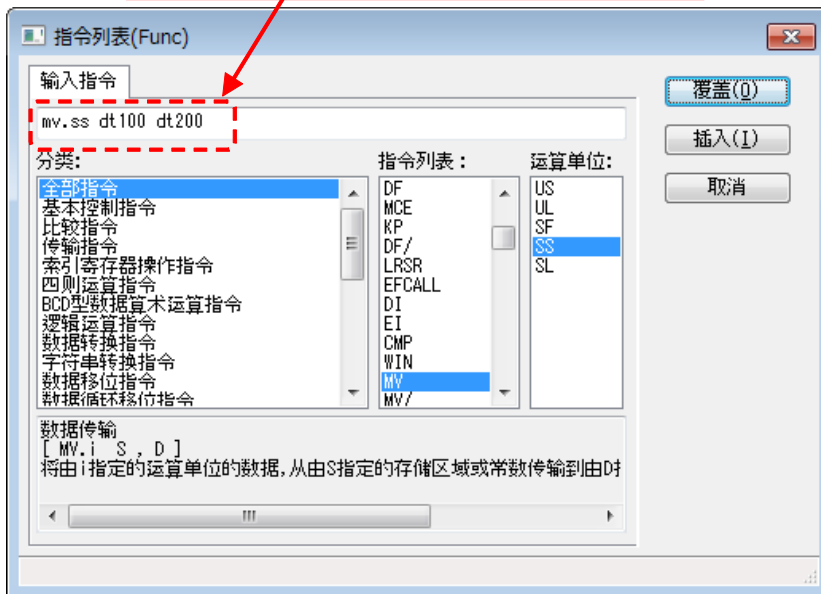 指令列表(Func)
输入指令
mv.ss dt100 dt200
分类:
全部指令
基本控制指令
比较指令
传输指令
索引寄存器操作指令
四则运算指令
BCD型数据算术运算指令
逻辑运算指令
数据转换指令
字符串转换指令
数据移位指令
数据循环移位指令
指令列表：
DF
MCE
KP
DF/
LRSR
EFCALL
DI
EI
CMP
WIN
MV
MV/
运算单位:
US
UL
SF
SS
SL
覆盖(O)
插入(I)
取消
数据传输
[ MV.i S , D ]
将由i指定的运算单位的数据,从由S指定的存储区域或常数传输到由D